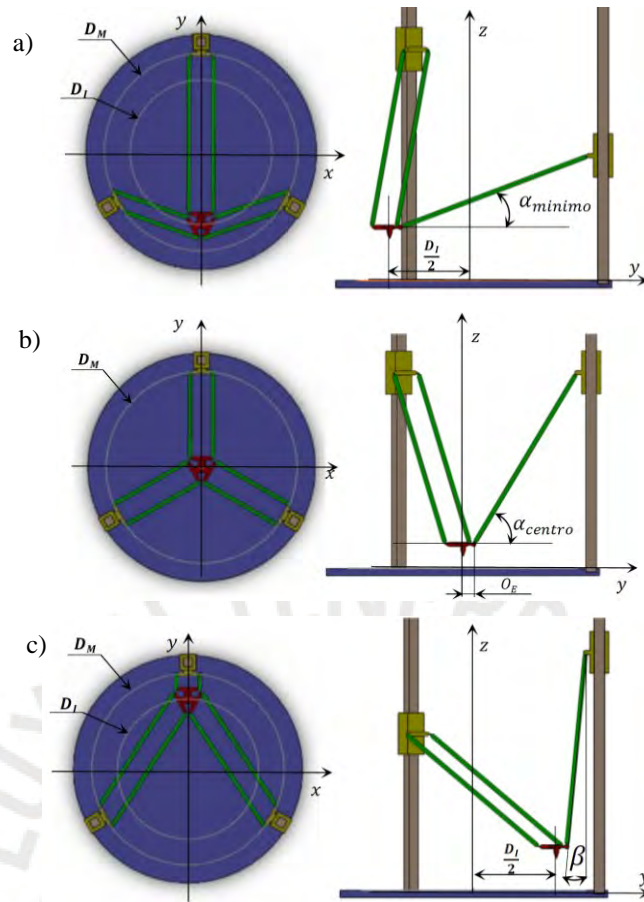 a)
y
D_M
D_I
x
z
α_minimo
D_I/2
y
b)
y
D_M
x
z
α_centro
O_E
y
c)
y
D_M
D_I
x
z
D_I/2
β
y